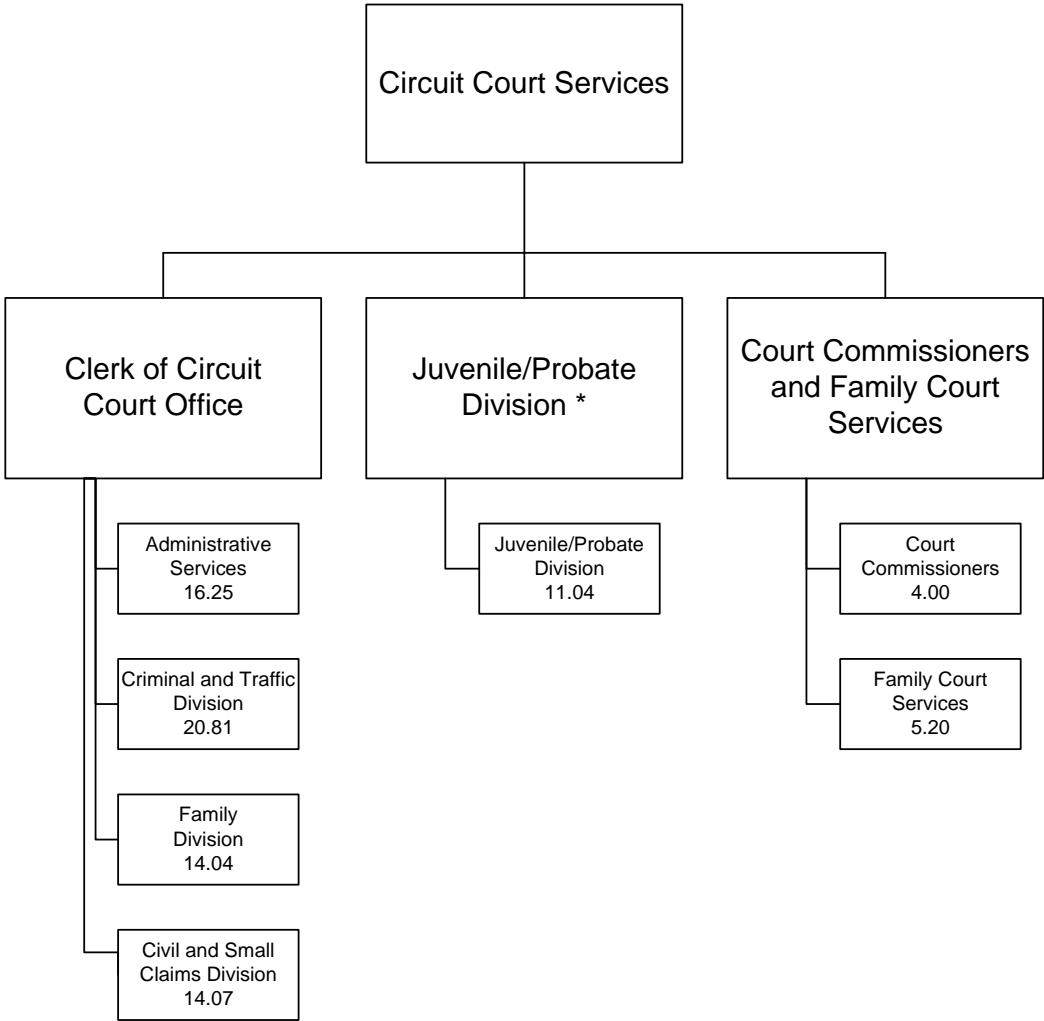 Circuit Court Services
Clerk of Circuit
Court Office
Juvenile/Probate
Division *
Court Commissioners
and Family Court
Services
Administrative
Services
16.25
Juvenile/Probate
Division
11.04
Court
Commissioners
4.00
Criminal and Traffic
Division
20.81
Family Court
Services
5.20
Family
Division
14.04
Civil and Small
Claims Division
14.07